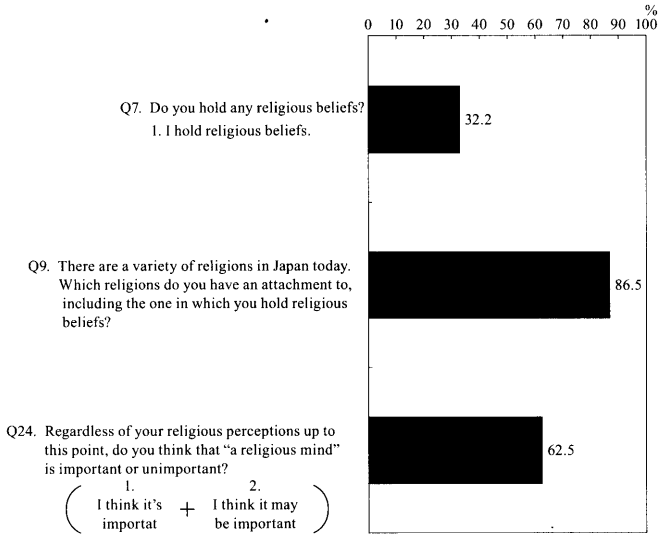 %
0 10 20 30 40 50 60 70 80 90 100
Q7. Do you hold any religious beliefs?
1. I hold religious beliefs.
32.2
Q9. There are a variety of religions in Japan today.
Which religions do you have an attachment to,
including the one in which you hold religious
beliefs?
86.5
Q24. Regardless of your religious perceptions up to
this point, do you think that “a religious mind”
is important or unimportant?
62.5
1. 2.
( I think it's + I think it may )
importat be important